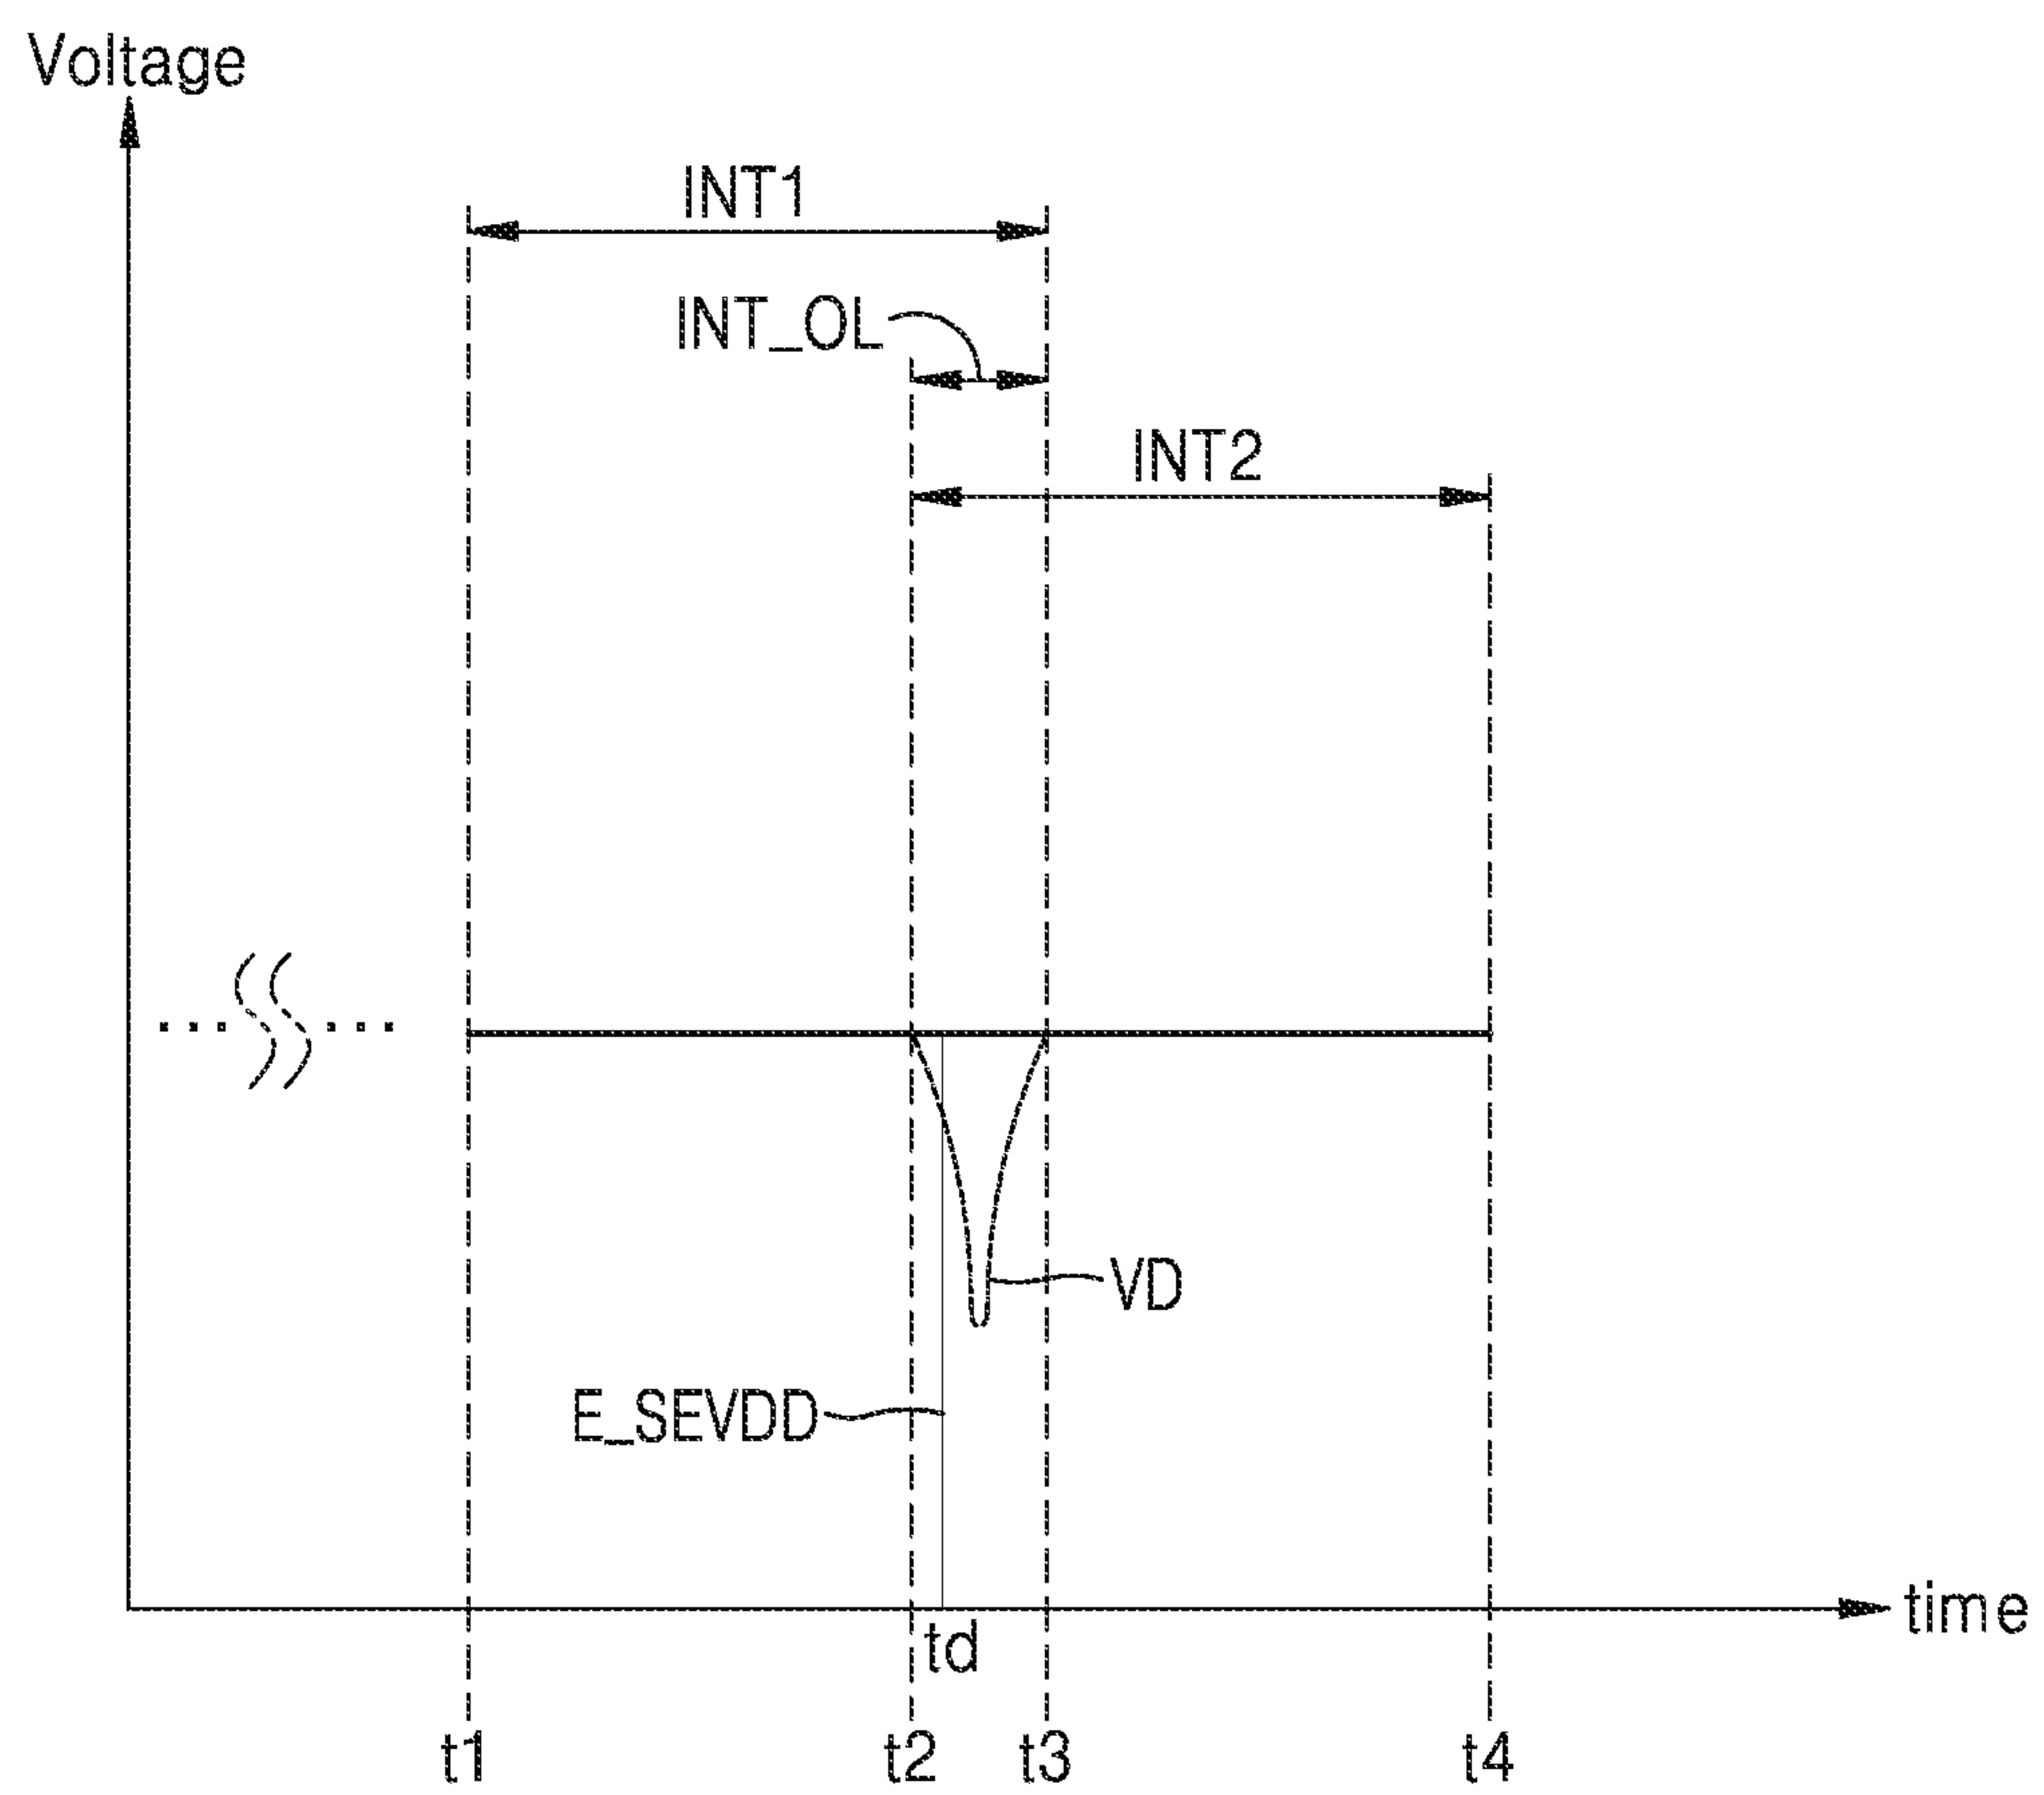 Voltage
INT1
INT_OL
INT2
VD
E_SEVDD
time
td
t1 t2 t3 t4